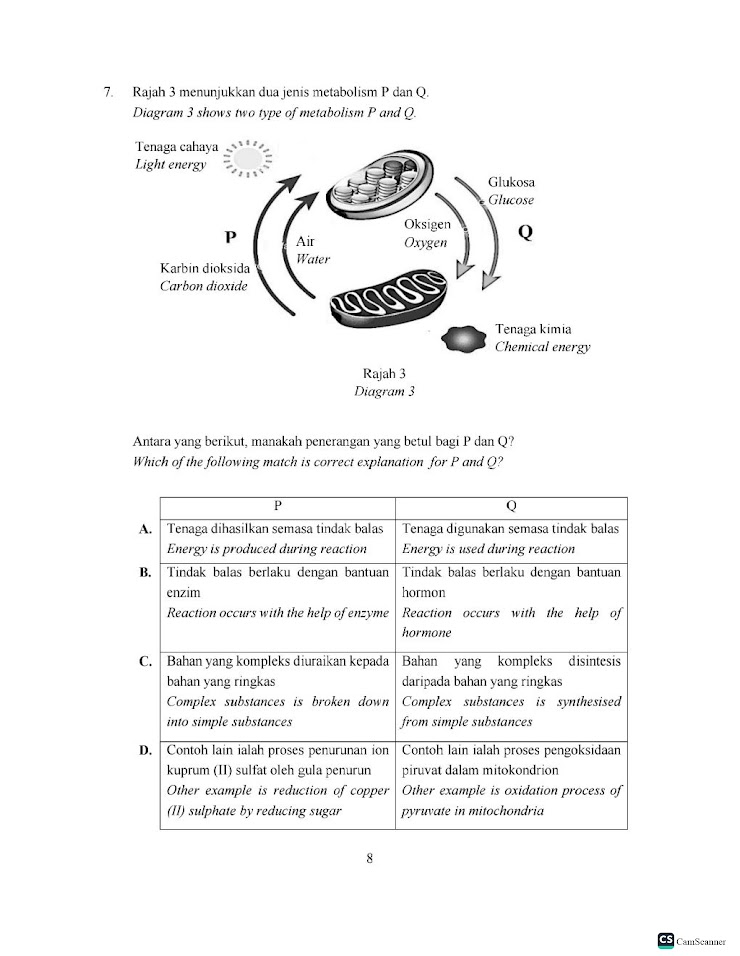 7. Rajah 3 menunjukkan dua jenis metabolism P dan Q.
Diagram 3 shows two type of metabolism P and Q.
Tenaga cahaya
Light energy
Glukosa
Glucose
P
Air
Water
Oksigen
Oxygen
Q
Karbin dioksida
Carbon dioxide
Tenaga kimia
Chemical energy
Rajah 3
Diagram 3
Antara yang berikut, manakah penerangan yang betul bagi P dan Q?
Which of the following match is correct explanation for P and Q?
P Q
A. Tenaga dihasilkan semasa tindak balas Tenaga digunakan semasa tindak balas
Energy is produced during reaction Energy is used during reaction
B. Tindak balas berlaku dengan bantuan Tindak balas berlaku dengan bantuan
enzim hormon
Reaction occurs with the help of enzyme Reaction occurs with the help of
hormone
C. Bahan yang kompleks diuraikan kepada Bahan yang kompleks disintesis
bahan yang ringkas daripada bahan yang ringkas
Complex substances is broken down Complex substances is synthesised
into simple substances from simple substances
D. Contoh lain ialah proses penurunan ion Contoh lain ialah proses pengoksidaan
kuprum (II) sulfat oleh gula penurun piruvat dalam mitokondrion
Other example is reduction of copper Other example is oxidation process of
(II) sulphate by reducing sugar pyruvate in mitochondria
8
CS CamScanner